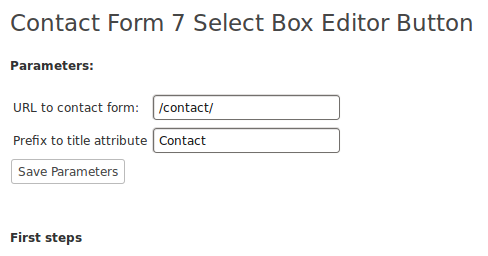 Contact Form 7 Select Box Editor Button
Parameters:
URL to contact form: /contact/
Prefix to title attribute Contact
Save Parameters
First steps